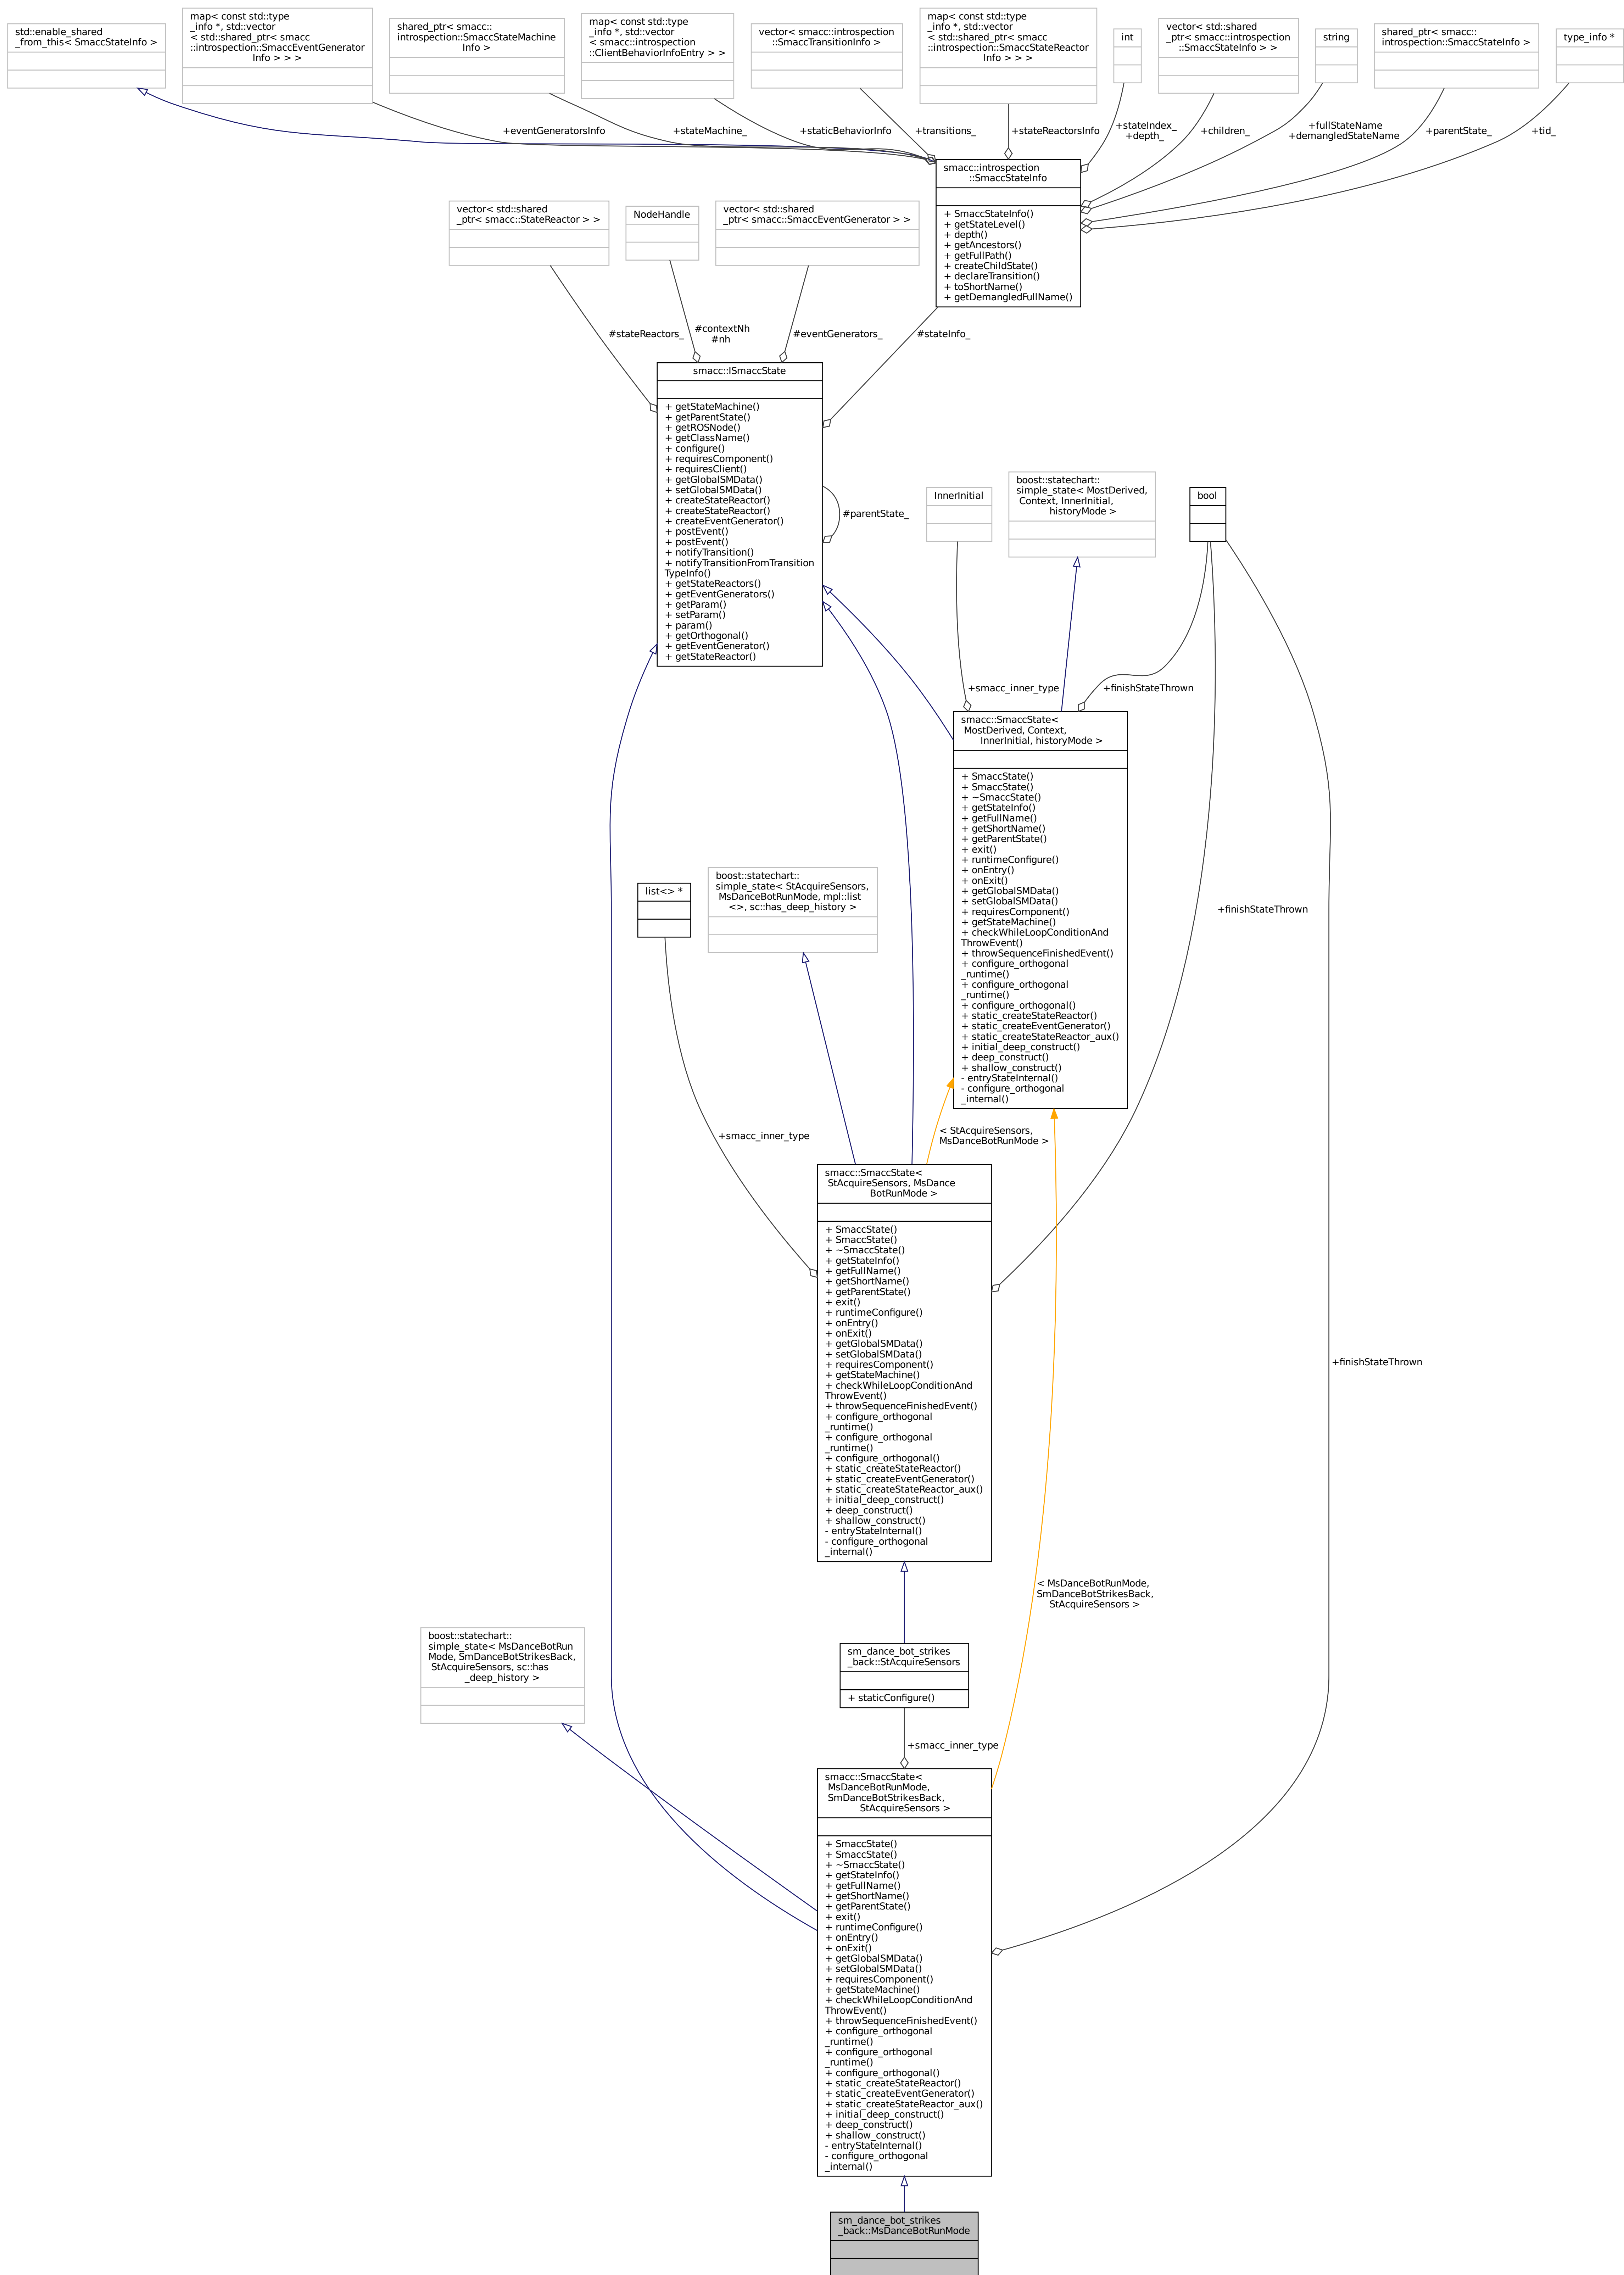 std::enable_shared
_from_this< SmaccStateInfo >
map< const std::type
_info *, std::vector
< std::shared_ptr< smacc
::introspection::SmaccEventGenerator
Info > > >
shared_ptr< smacc::
introspection::SmaccStateMachine
Info >
map< const std::type
_info *, std::vector
< smacc::introspection
::ClientBehaviorInfoEntry > >
vector< smacc::introspection
::SmaccTransitionInfo >
map< const std::type
_info *, std::vector
< std::shared_ptr< smacc
::introspection::SmaccStateReactor
Info > > >
int
vector< std::shared
_ptr< smacc::introspection
::SmaccStateInfo > >
string
shared_ptr< smacc::
introspection::SmaccStateInfo >
type_info *
+eventGeneratorsInfo
+stateMachine_
+staticBehaviorInfo
+transitions_
+stateReactorsInfo
+stateIndex_
+depth_
+children_
+fullStateName
+demangledStateName
+parentState_
+tid_
smacc::introspection
::SmaccStateInfo
+ SmaccStateInfo()
+ getStateLevel()
+ depth()
+ getAncestors()
+ getFullPath()
+ createChildState()
+ declareTransition()
+ toShortName()
+ getDemangledFullName()
vector< std::shared
_ptr< smacc::StateReactor > >
NodeHandle
vector< std::shared
_ptr< smacc::SmaccEventGenerator > >
#stateReactors_
#contextNh
#nh
#eventGenerators_
#stateInfo_
smacc::ISmaccState
+ getStateMachine()
+ getParentState()
+ getROSNode()
+ getClassName()
+ configure()
+ requiresComponent()
+ requiresClient()
+ getGlobalSMData()
+ setGlobalSMData()
+ createStateReactor()
+ createStateReactor()
+ createEventGenerator()
+ postEvent()
+ postEvent()
+ notifyTransition()
+ notifyTransitionFromTransition
TypeInfo()
+ getStateReactors()
+ getEventGenerators()
+ getParam()
+ setParam()
+ param()
+ getOrthogonal()
+ getEventGenerator()
+ getStateReactor()
#parentState_
InnerInitial
boost::statechart::
simple_state< MostDerived,
Context, InnerInitial,
historyMode >
bool
+smacc_inner_type
+finishStateThrown
smacc::SmaccState<
MostDerived, Context,
InnerInitial, historyMode >
+ SmaccState()
+ SmaccState()
+ ~SmaccState()
+ getStateInfo()
+ getFullName()
+ getShortName()
+ getParentState()
+ exit()
+ runtimeConfigure()
+ onEntry()
+ onExit()
+ getGlobalSMData()
+ setGlobalSMData()
+ requiresComponent()
+ getStateMachine()
+ checkWhileLoopConditionAnd
ThrowEvent()
+ throwSequenceFinishedEvent()
+ configure_orthogonal
_runtime()
+ configure_orthogonal
_runtime()
+ configure_orthogonal()
+ static_createStateReactor()
+ static_createEventGenerator()
+ static_createStateReactor_aux()
+ initial_deep_construct()
+ deep_construct()
+ shallow_construct()
- entryStateInternal()
- configure_orthogonal
_internal()
list<> *
boost::statechart::
simple_state< StAcquireSensors,
MsDanceBotRunMode, mpl::list
<>, sc::has_deep_history >
+finishStateThrown
+smacc_inner_type
< StAcquireSensors,
MsDanceBotRunMode >
smacc::SmaccState<
StAcquireSensors, MsDance
BotRunMode >
+ SmaccState()
+ SmaccState()
+ ~SmaccState()
+ getStateInfo()
+ getFullName()
+ getShortName()
+ getParentState()
+ exit()
+ runtimeConfigure()
+ onEntry()
+ onExit()
+ getGlobalSMData()
+ setGlobalSMData()
+ requiresComponent()
+ getStateMachine()
+ checkWhileLoopConditionAnd
ThrowEvent()
+ throwSequenceFinishedEvent()
+ configure_orthogonal
_runtime()
+ configure_orthogonal
_runtime()
+ configure_orthogonal()
+ static_createStateReactor()
+ static_createEventGenerator()
+ static_createStateReactor_aux()
+ initial_deep_construct()
+ deep_construct()
+ shallow_construct()
- entryStateInternal()
- configure_orthogonal
_internal()
+finishStateThrown
< MsDanceBotRunMode,
SmDanceBotStrikesBack,
StAcquireSensors >
boost::statechart::
simple_state< MsDanceBotRun
Mode, SmDanceBotStrikesBack,
StAcquireSensors, sc::has
_deep_history >
sm_dance_bot_strikes
_back::StAcquireSensors
+ staticConfigure()
+smacc_inner_type
smacc::SmaccState<
MsDanceBotRunMode,
SmDanceBotStrikesBack,
StAcquireSensors >
+ SmaccState()
+ SmaccState()
+ ~SmaccState()
+ getStateInfo()
+ getFullName()
+ getShortName()
+ getParentState()
+ exit()
+ runtimeConfigure()
+ onEntry()
+ onExit()
+ getGlobalSMData()
+ setGlobalSMData()
+ requiresComponent()
+ getStateMachine()
+ checkWhileLoopConditionAnd
ThrowEvent()
+ throwSequenceFinishedEvent()
+ configure_orthogonal
_runtime()
+ configure_orthogonal
_runtime()
+ configure_orthogonal()
+ static_createStateReactor()
+ static_createEventGenerator()
+ static_createStateReactor_aux()
+ initial_deep_construct()
+ deep_construct()
+ shallow_construct()
- entryStateInternal()
- configure_orthogonal
_internal()
sm_dance_bot_strikes
_back::MsDanceBotRunMode